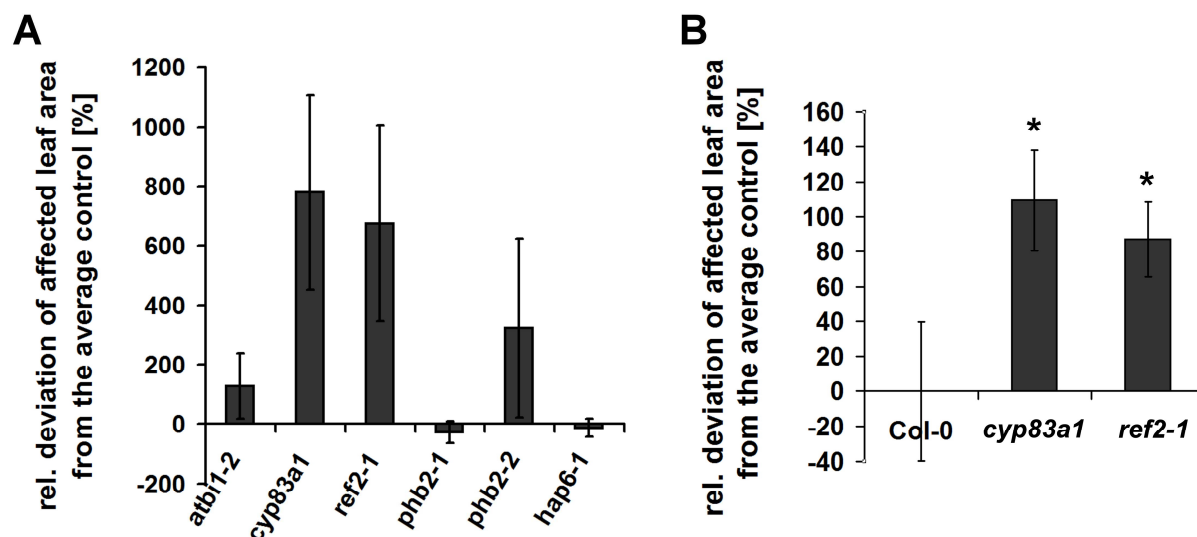 A
rel. deviation of affected leaf area
from the average control [%]
1200
1000
800
600
400
200
0
-200
atbi1-2
cyp83a1
ref2-1
phb2-1
phb2-2
hap6-1
B
rel. deviation of affected leaf area
from the average control [%]
160
140
120
100
80
60
40
20
0
-20
-40
* *
Col-0 cyp83a1 ref2-1